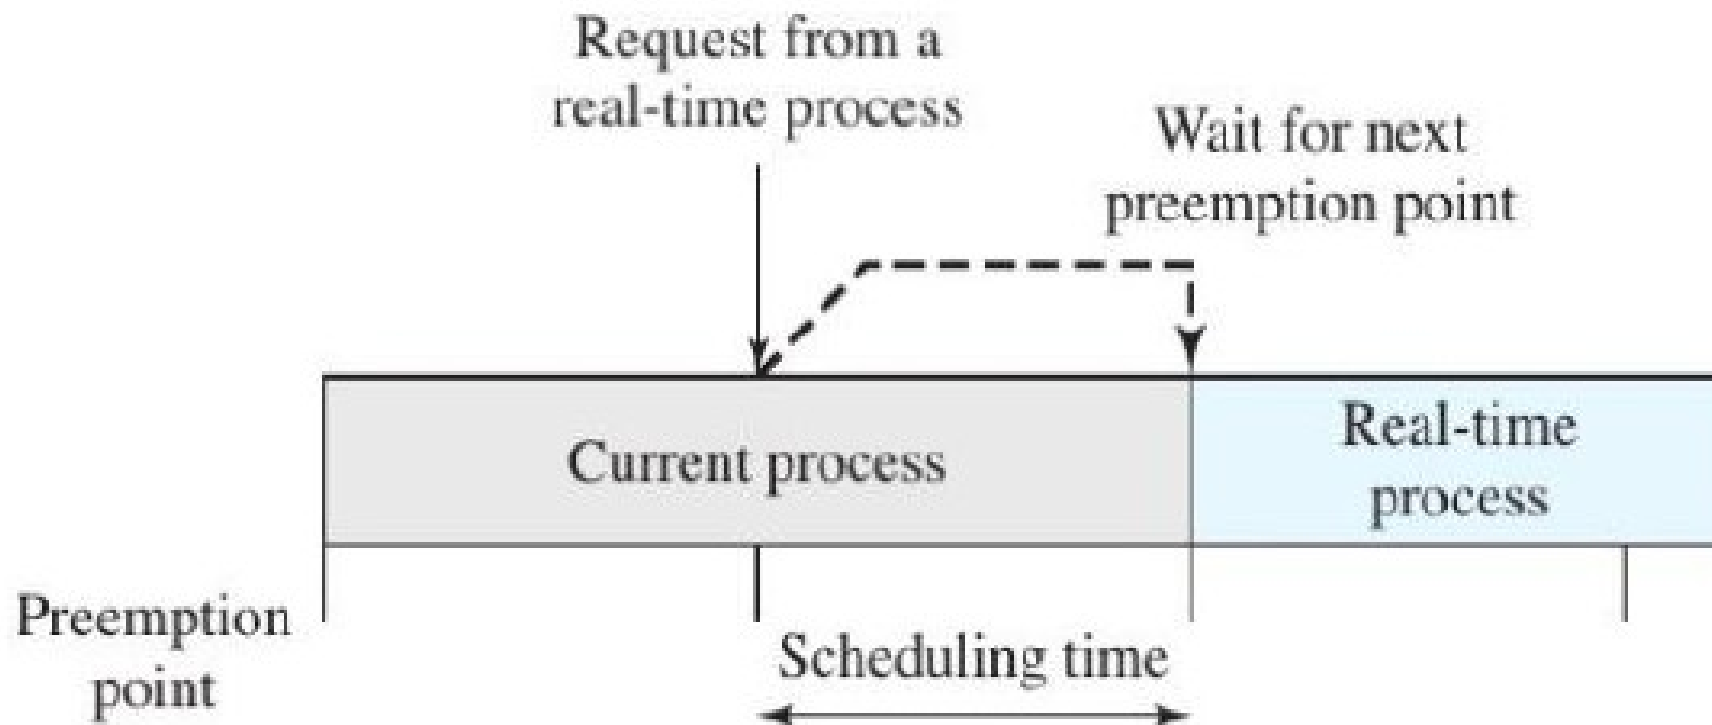 Request from a
real-time process
Wait for next
preemption point
Current process
Real-time
process
Preemption
point
Scheduling time